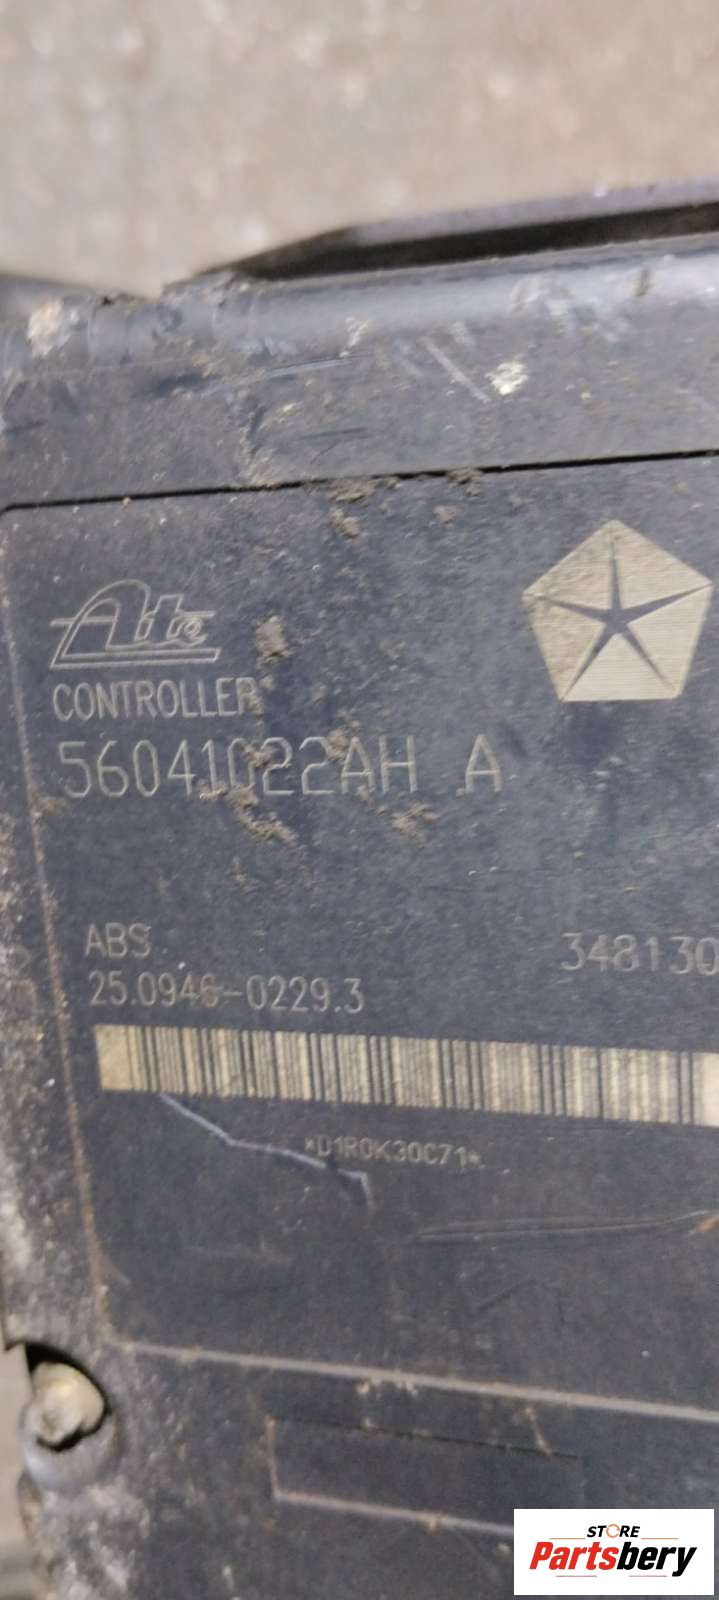 Ate
CONTROLLER
56041022AH A
ABS
348130
25.0946-0229.3
*D1R0K30C71*
STORE
Partsbery